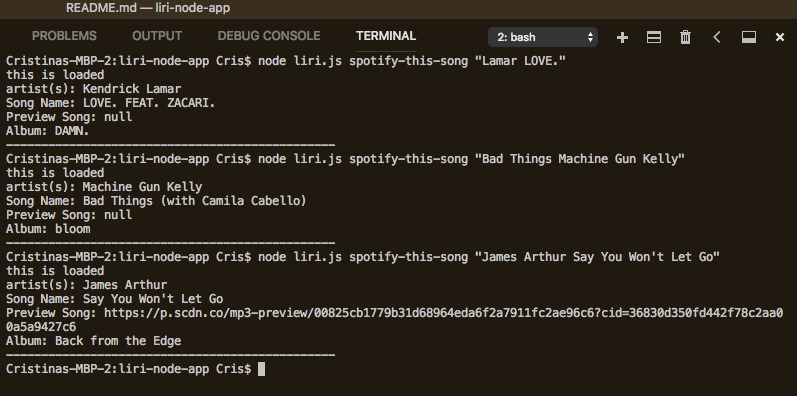 README.md — liri-node-app
PROBLEMS OUTPUT DEBUG CONSOLE TERMINAL 2: bash
Cristinas-MBP-2:liri-node-app Cris$ node liri.js spotify-this-song "Lamar LOVE."
this is loaded
artist(s): Kendrick Lamar
Song Name: LOVE. FEAT. ZACARI.
Preview Song: null
Album: DAMN.
-----------------------------------------------
Cristinas-MBP-2:liri-node-app Cris$ node liri.js spotify-this-song "Bad Things Machine Gun Kelly"
this is loaded
artist(s): Machine Gun Kelly
Song Name: Bad Things (with Camila Cabello)
Preview Song: null
Album: bloom
-----------------------------------------------
Cristinas-MBP-2:liri-node-app Cris$ node liri.js spotify-this-song "James Arthur Say You Won't Let Go"
this is loaded
artist(s): James Arthur
Song Name: Say You Won't Let Go
Preview Song: https://p.scdn.co/mp3-preview/00825cb1779b31d68964eda6f2a7911fc2ae96c6?cid=36830d350fd442f78c2aa0
0a5a9427c6
Album: Back from the Edge
-----------------------------------------------
Cristinas-MBP-2:liri-node-app Cris$